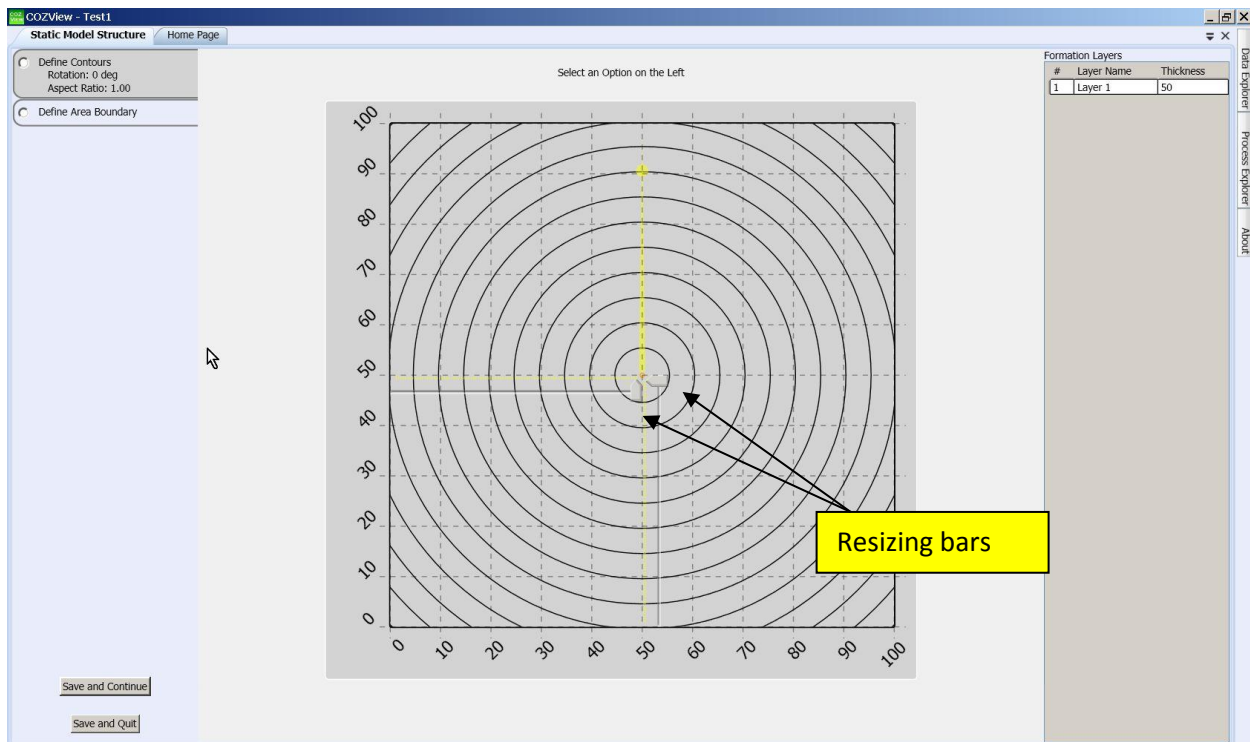 COZ View
COZView - Test1
Static Model Structure
Home Page
Define Contours
Rotation: 0 deg
Aspect Ratio: 1.00
Define Area Boundary
Select an Option on the Left
Formation Layers
# Layer Name Thickness
1 Layer 1 50
Data Explorer
Process Explorer
About
100
90
80
70
60
50
40
30
20
10
0
0 10 20 30 40 50 60 70 80 90 100
Resizing bars
Save and Continue
Save and Quit